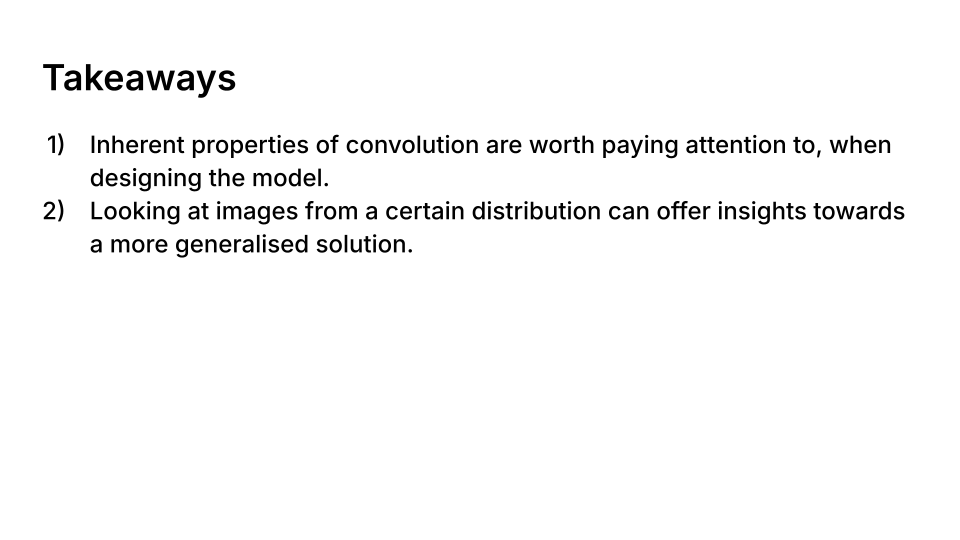 Takeaways
1) Inherent properties of convolution are worth paying attention to, when
designing the model.
2) Looking at images from a certain distribution can offer insights towards
a more generalised solution.